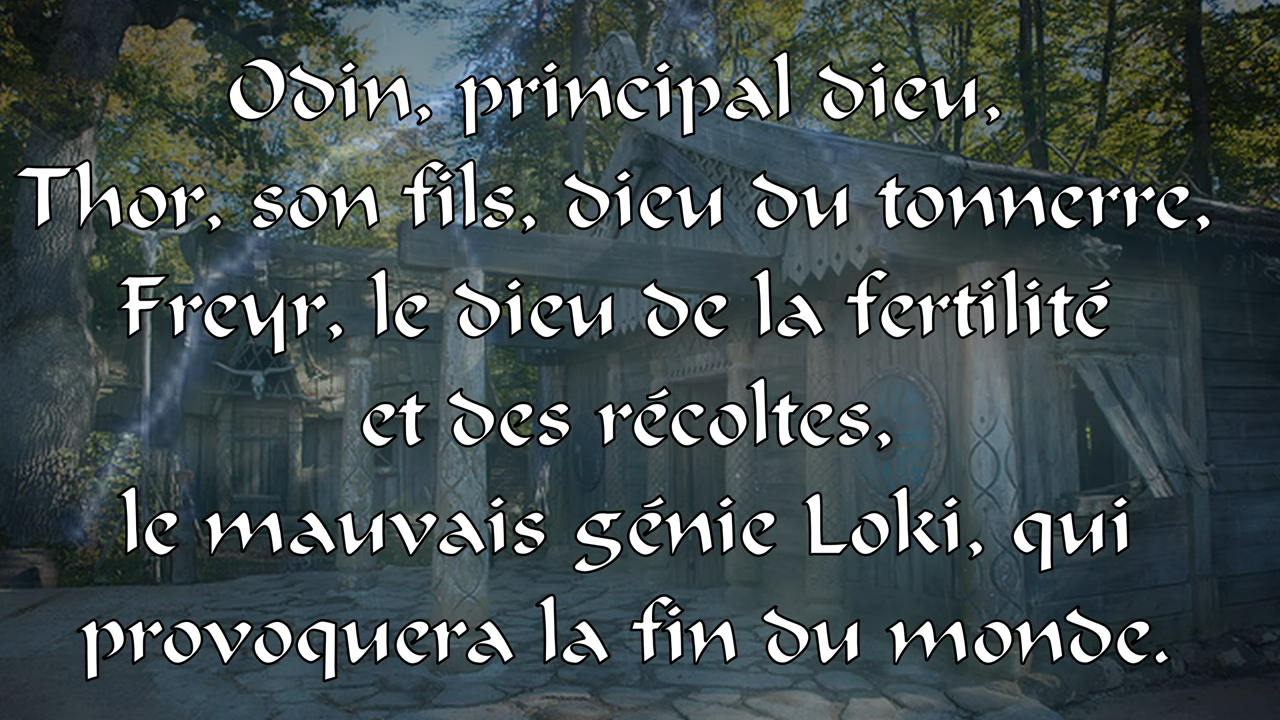 Odin, principal dieu,
Thor, son fils, dieu du tonnerre,
Freyr, le dieu de la fertilité
et des récoltes,
le mauvais génie Loki, qui
provoquera la fin du monde.